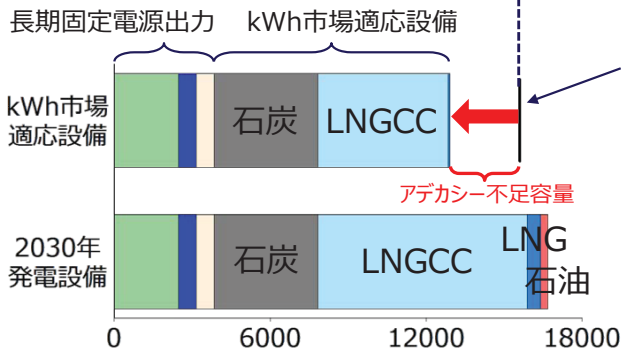 長期固定電源出力
kWh市場適応設備
kWh市場
適応設備
石炭
LNGCC
アデカシー不足容量
2030年
発電設備
石炭
LNGCC
LNG
石油
0
6000
12000
18000